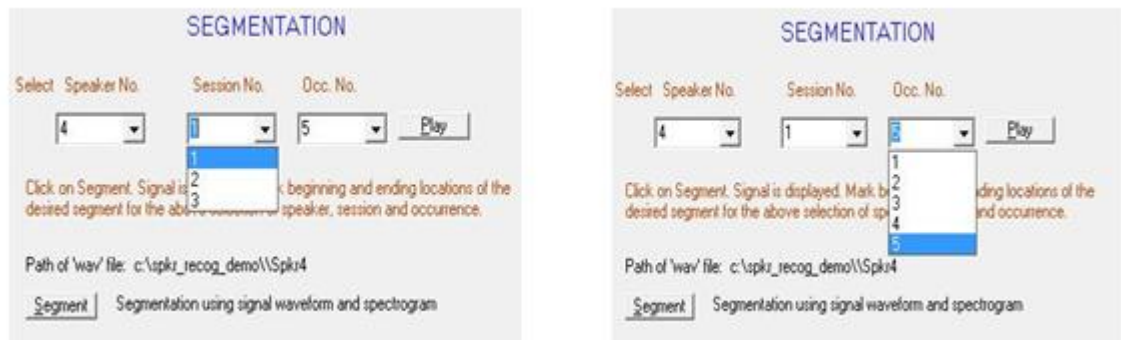 SEGMENTATION
Select Speaker No. Session No. Occ. No.
4 1 5 Play
1
2
3
Click on Segment. Signal is beginning and ending locations of the
desired segment for the speaker, session and occurrence.
Path of 'wav' file: c:\spkr_recog_demo\\Spkr4
Segment Segmentation using signal waveform and spectrogram
SEGMENTATION
Select Speaker No. Session No. Occ. No.
4 1 5 Play
1
2
3
4
5
Click on Segment. Signal is displayed. Mark ding locations of the
desired segment for the above selection of and occurrence.
Path of 'wav' file: c:\spkr_recog_demo\\Spkr4
Segment Segmentation using signal waveform and spectrogram